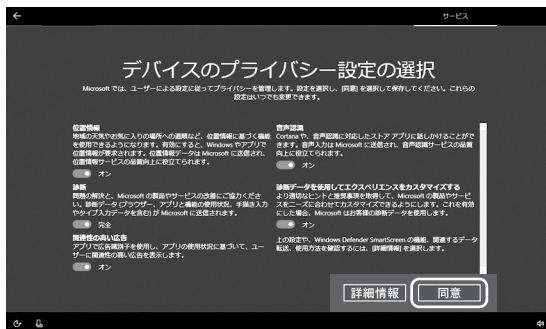 サービス
デバイスのプライバシー設定の選択
Microsoft では、ユーザーによる設定に従ってプライバシーを管理します。設定を選択し、[同意] を選択して保存してください。これらの
設定はいつでも変更できます。
位置情報
地域の天気やお気に入りの場所への道順など、位置情報に基づく機能
を使用できるようになります。有効にすると、Windows やアプリで
位置情報が要求されます。位置情報データは Microsoft に送信され、
位置情報サービスの品質向上に役立てられます。
オン
診断
問題の解決と、Microsoft の製品やサービスの改善にご協力くださ
い。診断データ (ブラウザー、アプリと機能の使用状況、手描き入力
やタイプ入力データを含む) が Microsoft に送信されます。
完全
関連性の高い広告
アプリで広告識別子を使用し、アプリの使用状況に基づいて、ユー
ザーに関連性の高い広告を表示します。
オン
音声認識
Cortana や、音声認識に対応したストア アプリに話しかけることがで
きます。音声入力は Microsoft に送信され、音声認識サービスの品質
向上に役立てられます。
オン
診断データを使用してエクスペリエンスをカスタマイズする
より適切なヒントと推奨事項を取得して、Microsoft の製品やサービ
スをニーズに合わせてカスタマイズできるようにします。これを有効
にした場合、Microsoft はお客様の診断データを使用します。
オン
上の設定や、Windows Defender SmartScreen の機能、関連するデータ
転送、使用方法を確認するには、[詳細情報] を選択します。
詳細情報
同意